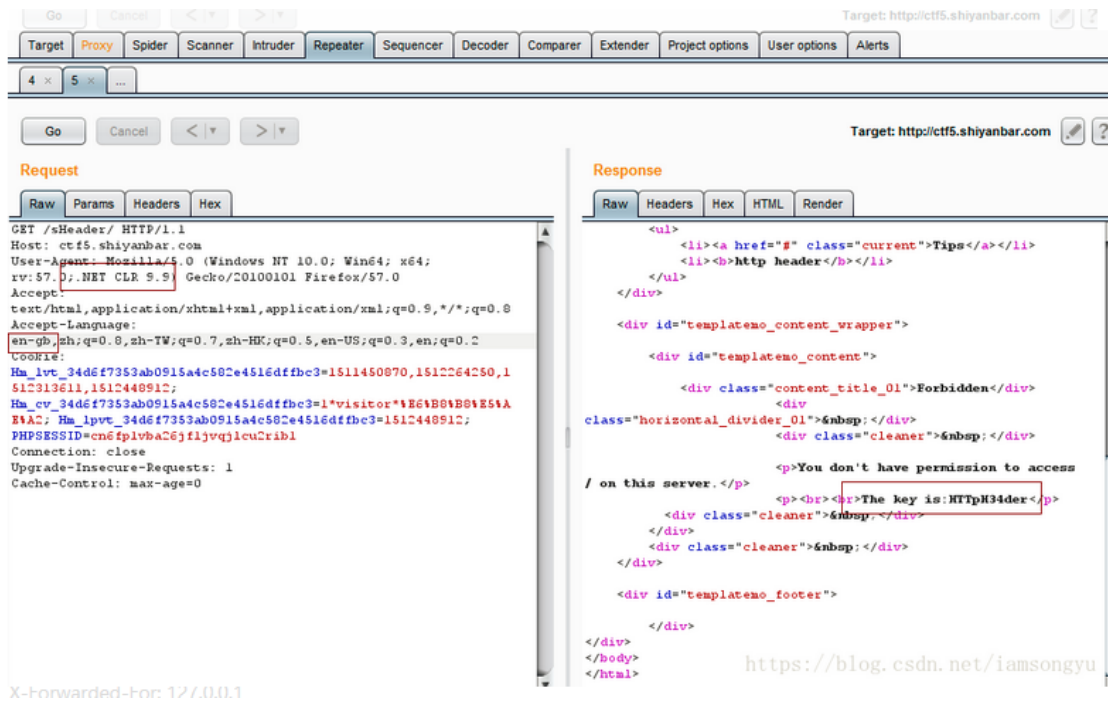 Go Cancel < >
Target: http://ctf5.shiyanbar.com ?
Target Proxy Spider Scanner Intruder Repeater Sequencer Decoder Comparer Extender Project options User options Alerts
4 × 5 × ...
Go Cancel < >
Target: http://ctf5.shiyanbar.com ?
Request
Raw Params Headers Hex
GET /sHeader/ HTTP/1.1
Host: ctf5.shiyanbar.com
User-Agent: Mozilla/5.0 (Windows NT 10.0; Win64; x64;
rv:57.0;.NET CLR 9.9) Gecko/20100101 Firefox/57.0
Accept:
text/html,application/xhtml+xml,application/xml;q=0.9,*/*;q=0.8
Accept-Language:
en-gb,zh;q=0.8,zh-TW;q=0.7,zh-HK;q=0.5,en-US;q=0.3,en;q=0.2
Cookie:
Hm_lvt_34d6f7353ab0915a4c582e4516dffbc3=1511450870,1512264250,1
512313611,1512448912;
Hm_cv_34d6f7353ab0915a4c582e4516dffbc3=1*visitor*%E6%B8%B8%E5%A
E%A2; Hm_lpvt_34d6f7353ab0915a4c582e4516dffbc3=1512448912;
Connection: close
Upgrade-Insecure-Requests: 1
Cache-Control: max-age=0
Response
Raw Headers Hex HTML Render
<ul>
<li><a href="#" class="current">Tips</a></li>
<li><b>http header</b></li>
</ul>
</div>
<div id="templatemo_content_wrapper">
<div id="templatemo_content">
<div class="content_title_01">Forbidden</div>
<div
class="horizontal_divider_01">&nbsp;</div>
<div class="cleaner">&nbsp;</div>
<p>You don't have permission to access
/ on this server.</p>
<p><br><br>The key is:HTTpH34der</p>
<div class="cleaner">&nbsp;</div>
</div>
<div class="cleaner">&nbsp;</div>
</div>
<div id="templatemo_footer">
</div>
</div>
</body>
</html>
https://blog.csdn.net/iamsongyu
X-Forwarded-For: 127.0.0.1